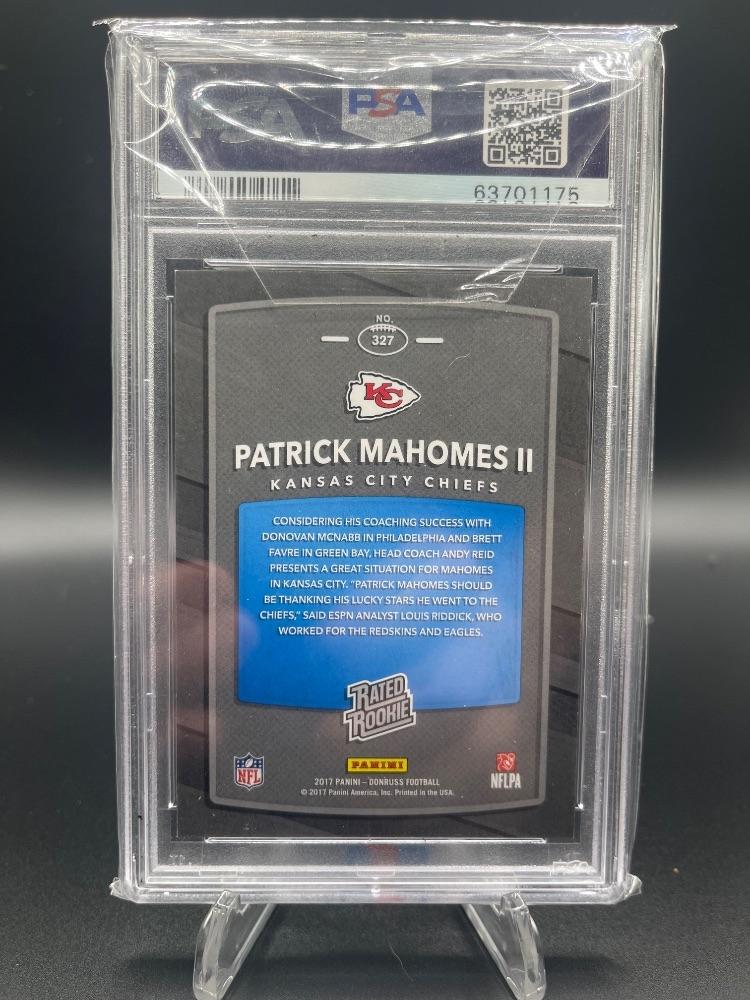 PSA
PSA
63701175
NO.
327
KC
PATRICK MAHOMES II
KANSAS CITY CHIEFS
CONSIDERING HIS COACHING SUCCESS WITH
DONOVAN MCNABB IN PHILADELPHIA AND BRETT
FAVRE IN GREEN BAY, HEAD COACH ANDY REID
PRESENTS A GREAT SITUATION FOR MAHOMES
IN KANSAS CITY. "PATRICK MAHOMES SHOULD
BE THANKING HIS LUCKY STARS HE WENT TO THE
CHIEFS," SAID ESPN ANALYST LOUIS RIDDICK, WHO
WORKED FOR THE REDSKINS AND EAGLES.
RATED
ROOKIE
NFL
PANINI
NFLPA
2017 PANINI – DONRUSS FOOTBALL
© 2017 Panini America, Inc. Printed in the USA.